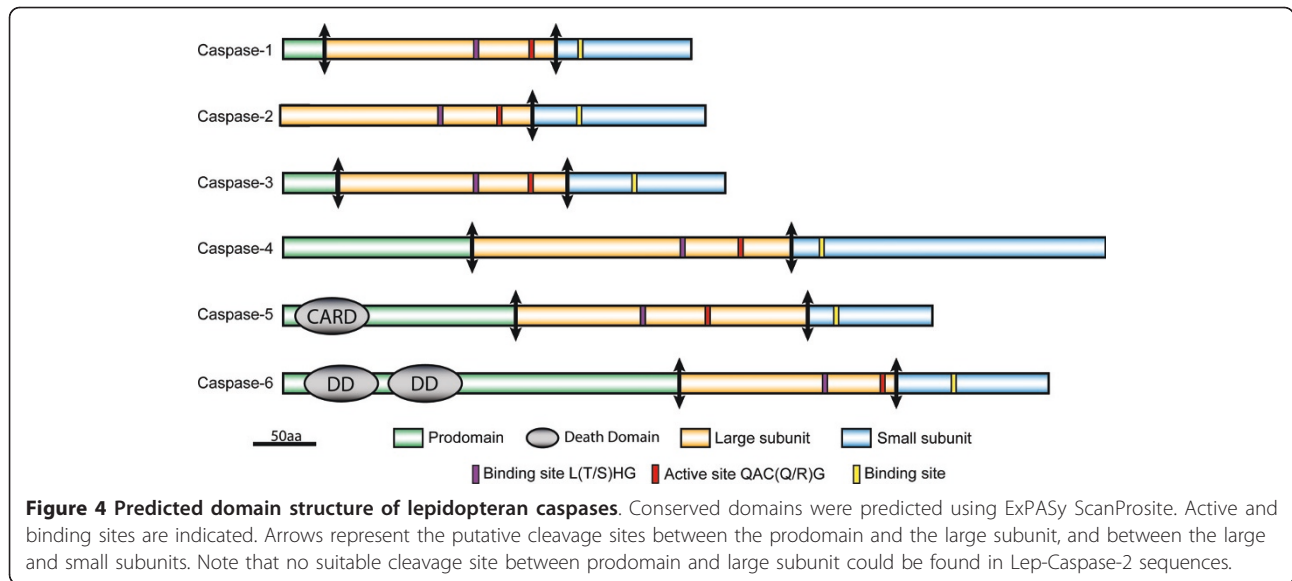 Caspase-1
Caspase-2
Caspase-3
Caspase-4
Caspase-5
CARD
Caspase-6
DD
DD
50aa
Prodomain
Death Domain
Large subunit
Small subunit
Binding site L(T/S)HG
Active site QAC(Q/R)G
Binding site
Figure 4 Predicted domain structure of lepidopteran caspases. Conserved domains were predicted using ExPASy ScanProsite. Active and
binding sites are indicated. Arrows represent the putative cleavage sites between the prodomain and the large subunit, and between the large
and small subunits. Note that no suitable cleavage site between prodomain and large subunit could be found in Lep-Caspase-2 sequences.